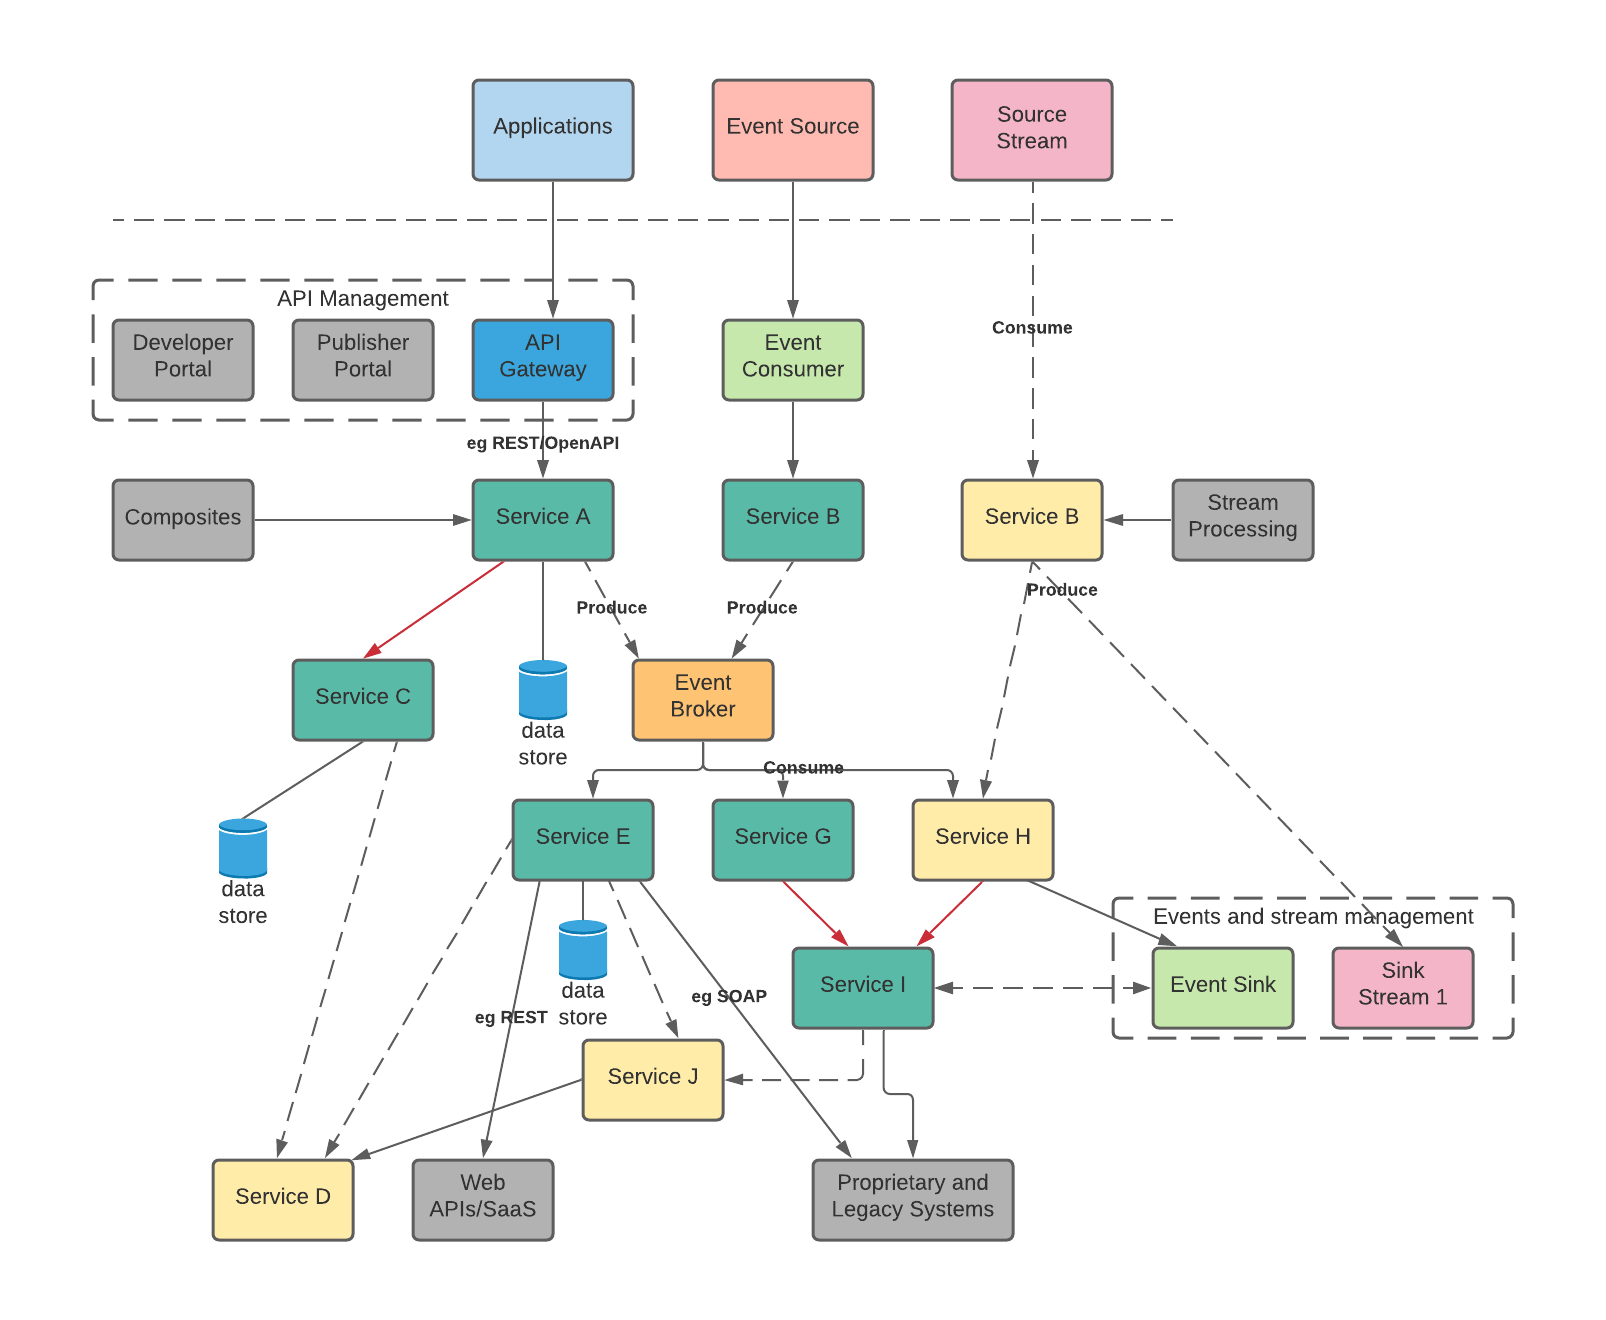 Applications
Event Source
Source
Stream
API Management
Developer
Portal
Publisher
Portal
API
Gateway
Event
Consumer
Consume
eg REST/OpenAPI
Composites
Service A
Service B
Service B
Stream
Processing
Produce
Produce
Produce
Service C
data
store
Event
Broker
Consume
Service E
Service G
Service H
data
store
Events and stream management
data
store
eg REST
eg SOAP
Service I
Event Sink
Sink
Stream 1
Service J
Service D
Web
APIs/SaaS
Proprietary and
Legacy Systems